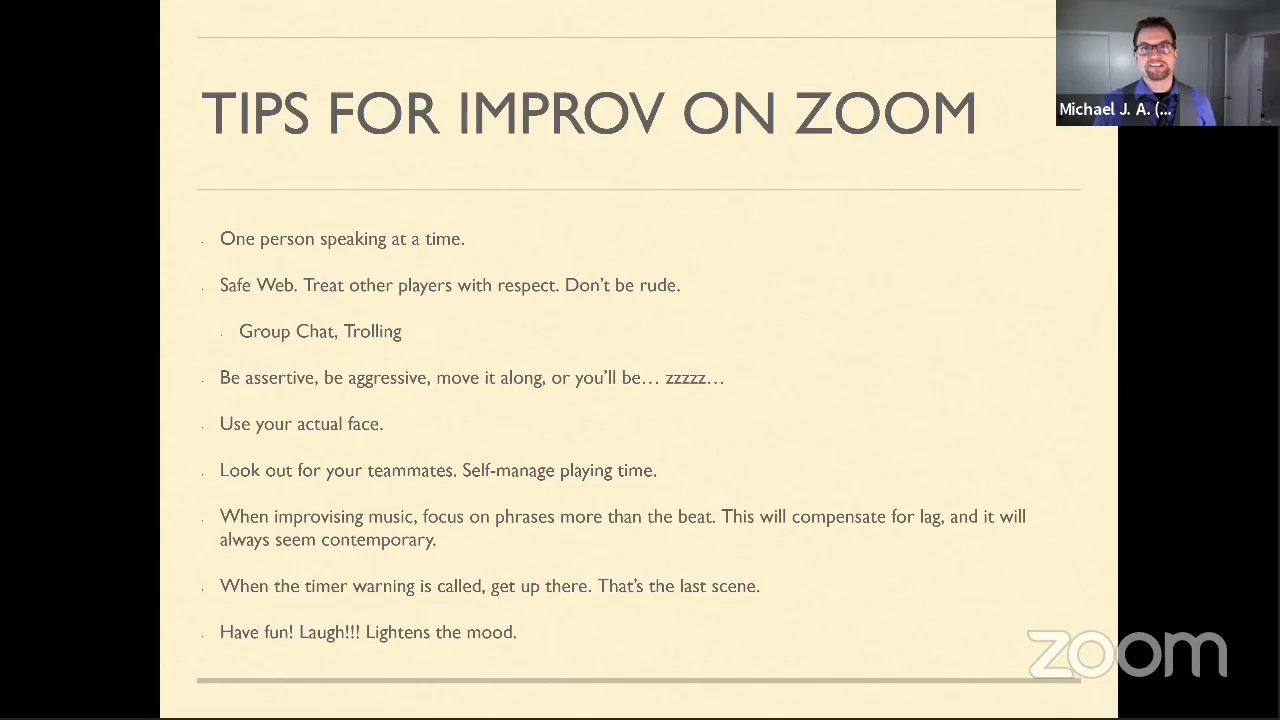 TIPS FOR IMPROV ON ZOOM
Michael J. A. (...
One person speaking at a time.
Safe Web. Treat other players with respect. Don't be rude.
Group Chat, Trolling
Be assertive, be aggressive, move it along, or you'll be… zzzzz…
Use your actual face.
Look out for your teammates. Self-manage playing time.
When improvising music, focus on phrases more than the beat. This will compensate for lag, and it will
always seem contemporary.
When the timer warning is called, get up there. That's the last scene.
Have fun! Laugh!!! Lightens the mood.
zoom